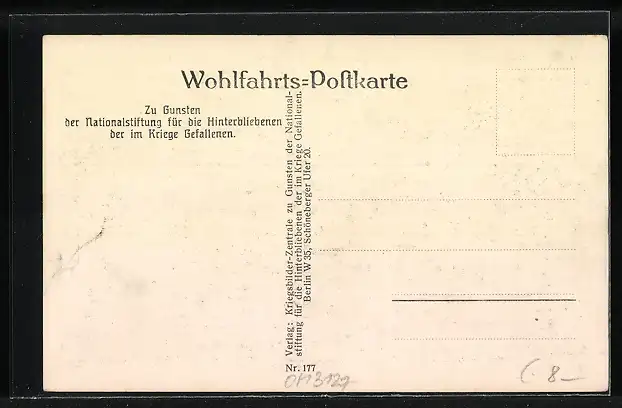 Wohlfahrts=Postkarte
Zu Gunsten
der Nationalstiftung für die Hinterbliebenen
der im Kriege Gefallenen.
Verlag: Kriegsbilder-Zentrale zu Gunsten der National-
stiftung für die Hinterbliebenen der im Kriege Gefallenen.
Berlin W 35, Schöneberger Ufer 20.
Nr. 177
8-